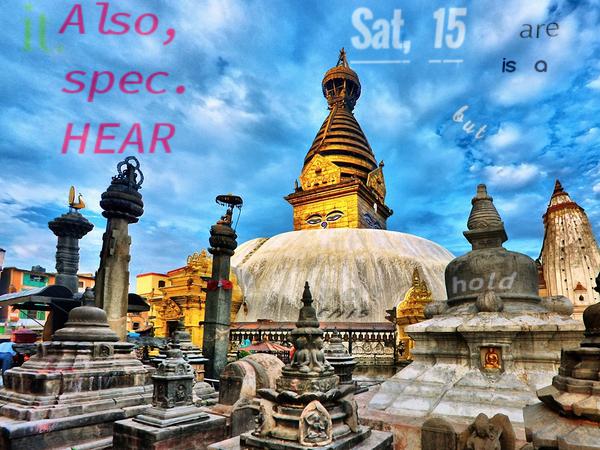 it.
Also,
spec.
HEAR
Sat, 15
are
is a
but
hold